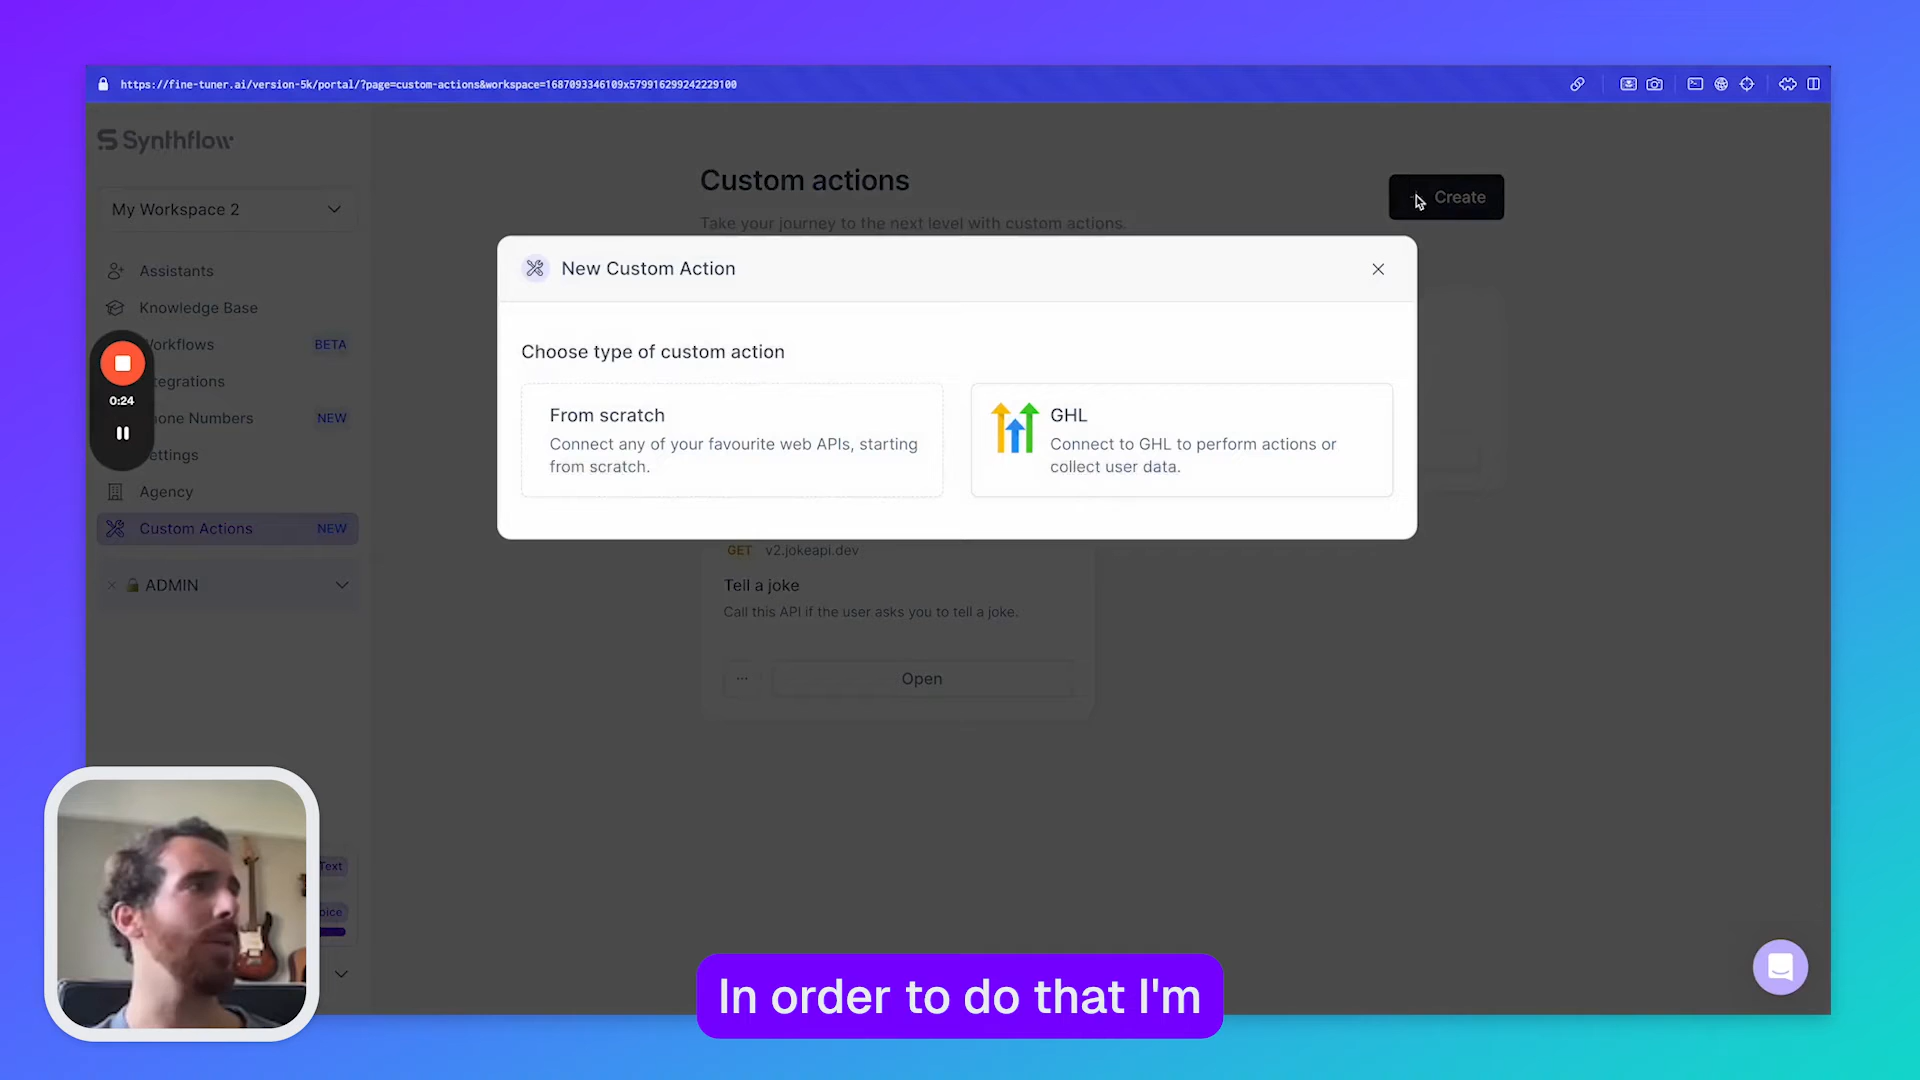 https://fine-tuner.ai/version-5k/portal/?page=custom-actions&workspace=1687093346109x579916299242229100
Synthflow
My Workspace 2
Assistants
Knowledge Base
Workflows BETA
Integrations
Phone Numbers NEW
Settings
Agency
Custom Actions NEW
ADMIN
0:24
Custom actions
Take your journey to the next level with custom actions.
Create
New Custom Action
Choose type of custom action
From scratch
Connect any of your favourite web APIs, starting
from scratch.
GHL
Connect to GHL to perform actions or
collect user data.
GET v2.jokeapi.dev
Tell a joke
Call this API if the user asks you to tell a joke.
... Open
Text
oice
In order to do that I'm